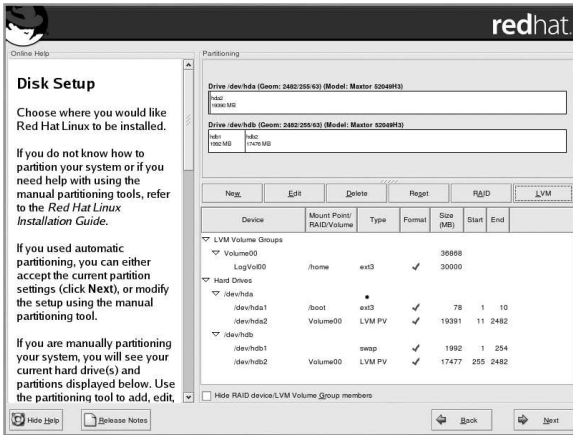 redhat.
Online Help
Disk Setup
Choose where you would like
Red Hat Linux to be installed.
If you do not know how to
partition your system or if you
need help with using the
manual partitioning tools, refer
to the Red Hat Linux
Installation Guide.
If you used automatic
partitioning, you can either
accept the current partition
settings (click Next), or modify
the setup using the manual
partitioning tool.
If you are manually partitioning
your system, you will see your
current hard drive(s) and
partitions displayed below. Use
the partitioning tool to add, edit,
Partitioning
Drive /dev/hda (Geom: 2482/255/63) (Model: Maxtor 52049H3)
hda2
19390 MB
Drive /dev/hdb (Geom: 2482/255/63) (Model: Maxtor 52049H3)
hdb1 hdb2
1992 MB 17476 MB
New Edit Delete Reset RAID LVM
Device Mount Point/ RAID/Volume Type Format Size (MB) Start End
LVM Volume Groups
Volume00 36868
LogVol00 /home ext3 30000
Hard Drives
/dev/hda
/dev/hda1 /boot ext3 78 1 10
/dev/hda2 Volume00 LVM PV 19391 11 2482
/dev/hdb
/dev/hdb1 swap 1992 1 254
/dev/hdb2 Volume00 LVM PV 17477 255 2482
Hide RAID device/LVM Volume Group members
Hide Help Release Notes Back Next